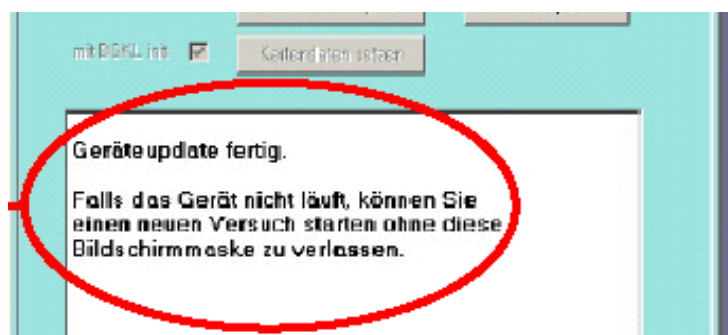 mit BSKL init
Kartendaten setzen
Geräteupdate fertig.
Falls das Gerät nicht läuft, können Sie
einen neuen Versuch starten ohne diese
Bildschirmmaske zu verlassen.